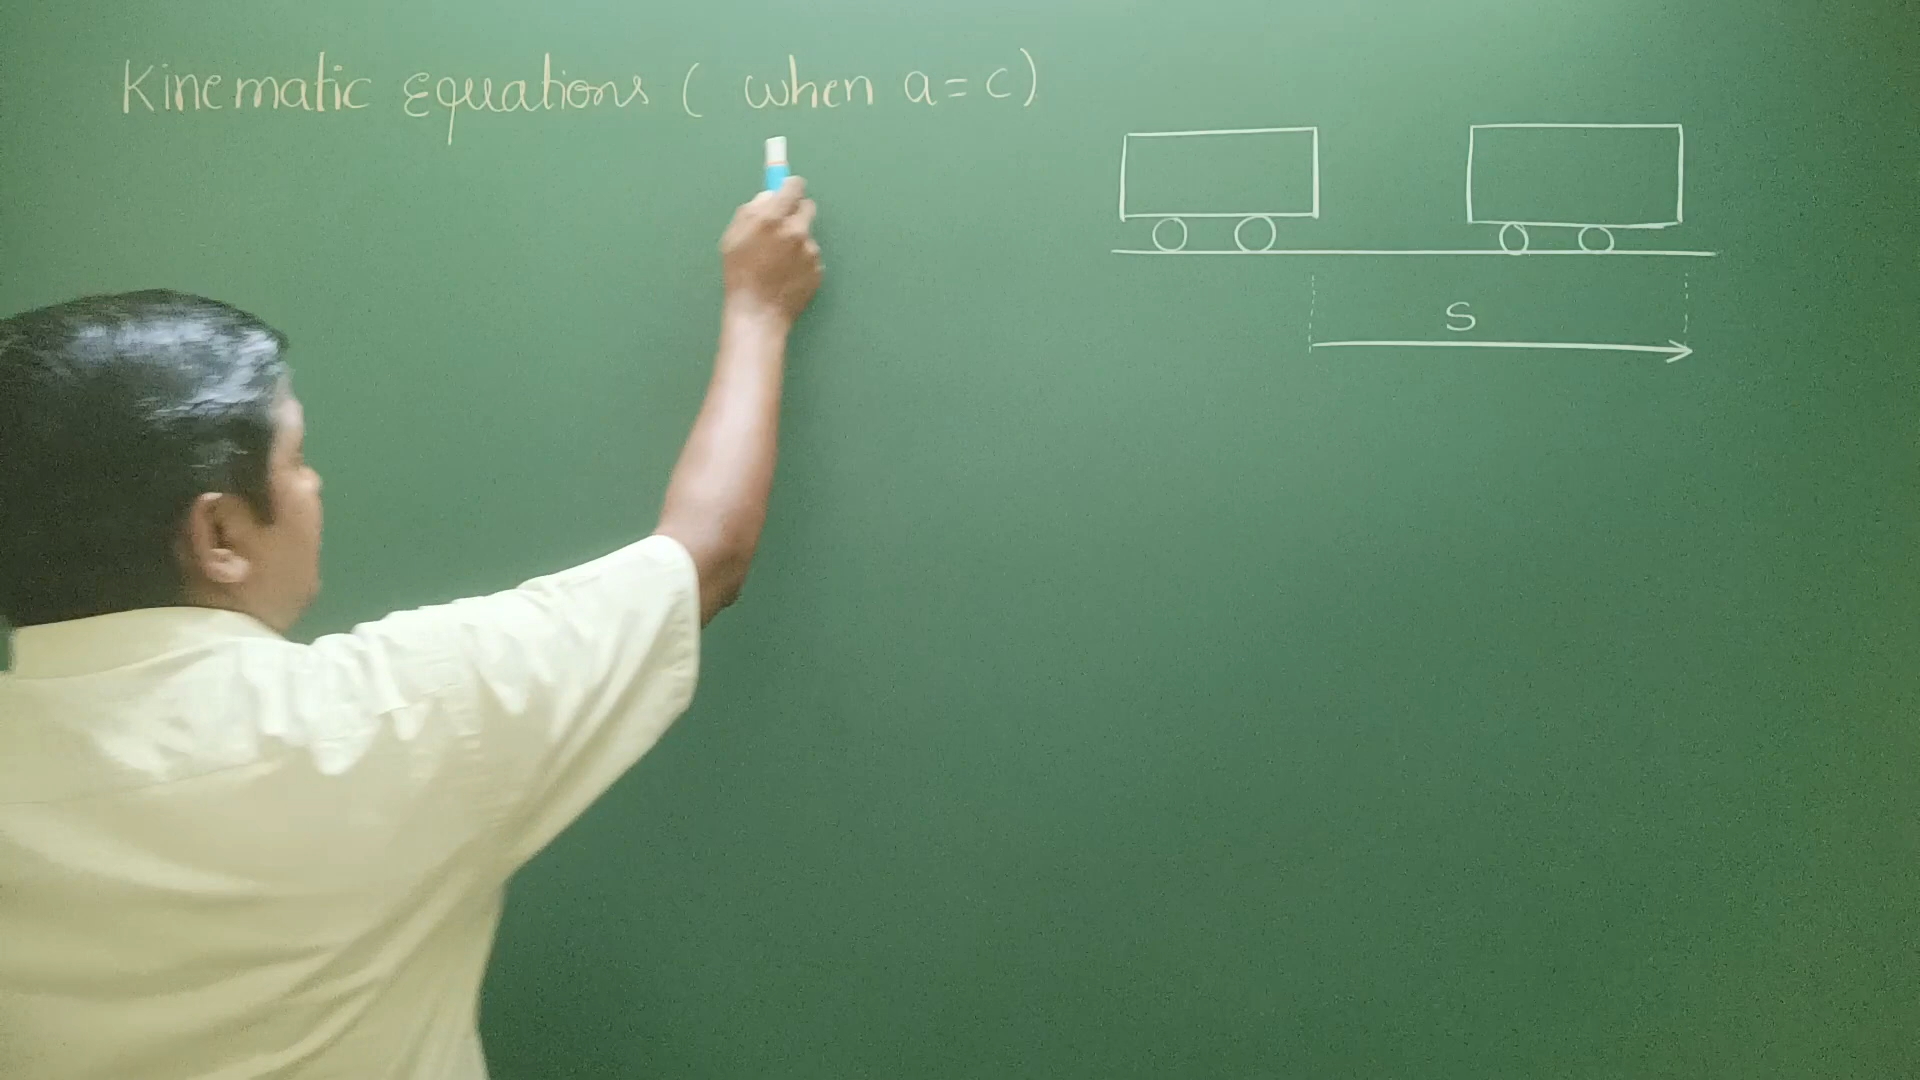 Kinematic Equations ( when a = c )
S